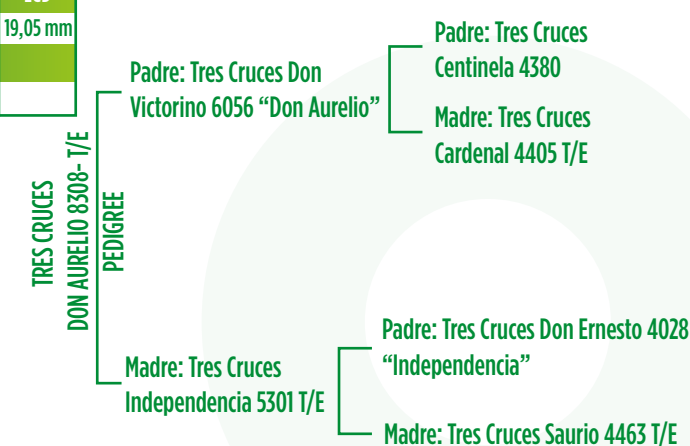 19,05 mm
TRES CRUCES
DON AURELIO 8308- T/E
PEDIGREE
Padre: Tres Cruces Don
Victorino 6056 “Don Aurelio”
Padre: Tres Cruces
Centinela 4380
Madre: Tres Cruces
Cardenal 4405 T/E
Madre: Tres Cruces
Independencia 5301 T/E
Padre: Tres Cruces Don Ernesto 4028
“Independencia”
Madre: Tres Cruces Saurio 4463 T/E